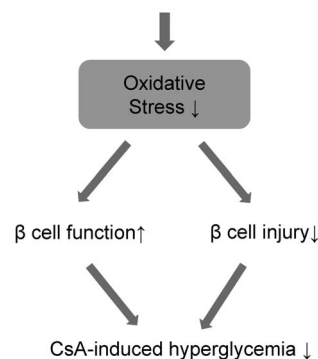 Oxidative
Stress ↓
β cell function↑ β cell injury↓
CsA-induced hyperglycemia ↓